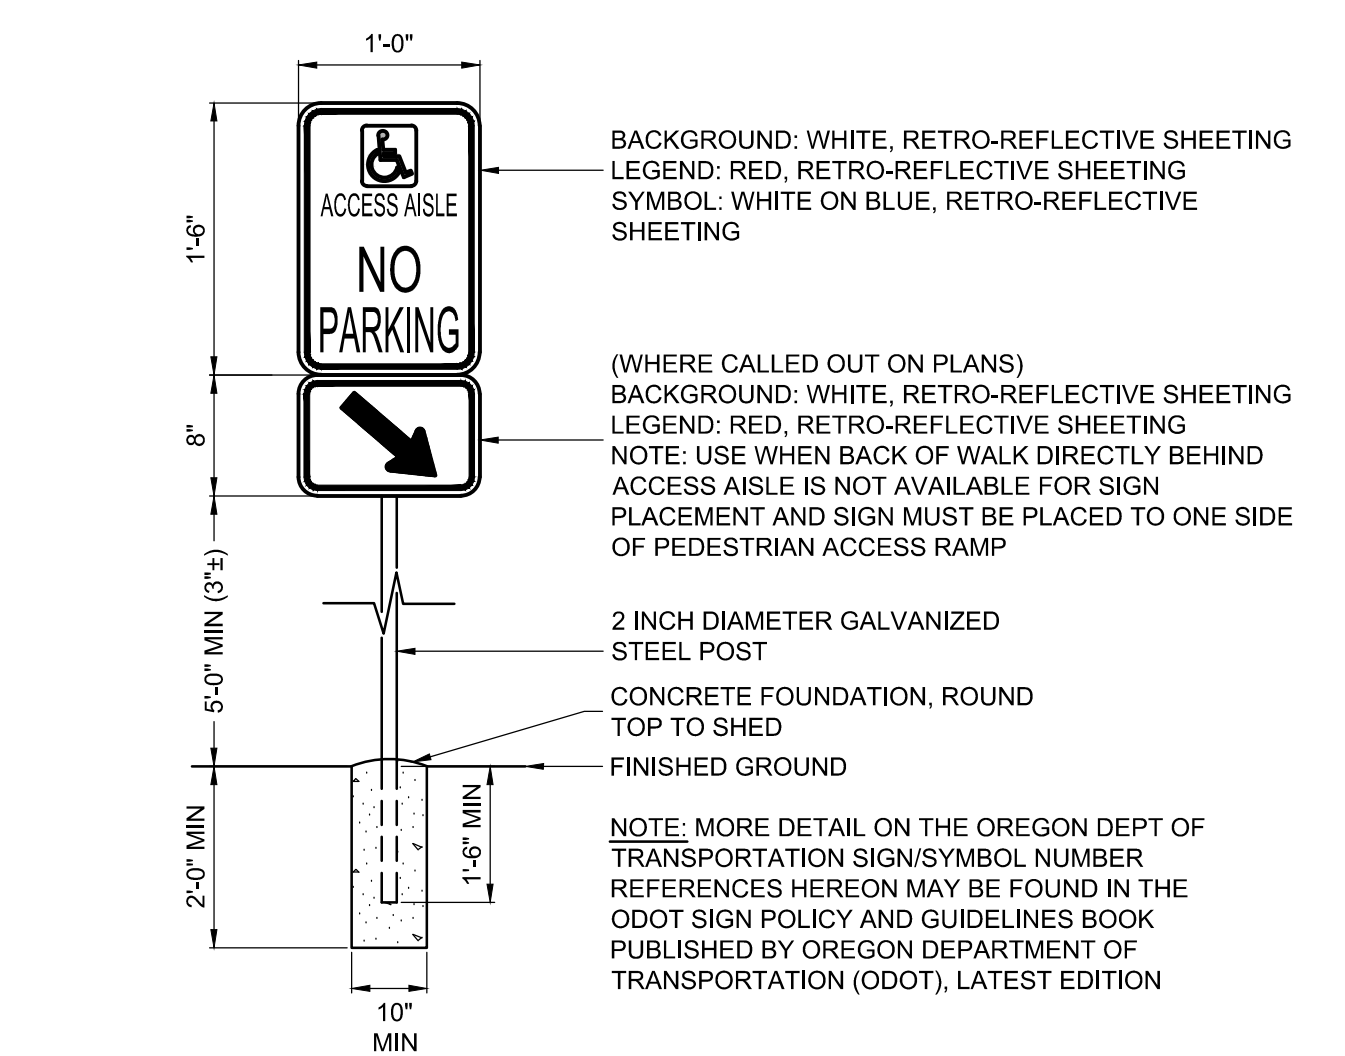 1'-0"
ACCESS AISLE
NO
PARKING
1'-6"
8"
5'-0" MIN (3"±)
2'-0" MIN
1'-6" MIN
10"
MIN
BACKGROUND: WHITE, RETRO-REFLECTIVE SHEETING
LEGEND: RED, RETRO-REFLECTIVE SHEETING
SYMBOL: WHITE ON BLUE, RETRO-REFLECTIVE
SHEETING
(WHERE CALLED OUT ON PLANS)
BACKGROUND: WHITE, RETRO-REFLECTIVE SHEETING
LEGEND: RED, RETRO-REFLECTIVE SHEETING
NOTE: USE WHEN BACK OF WALK DIRECTLY BEHIND
ACCESS AISLE IS NOT AVAILABLE FOR SIGN
PLACEMENT AND SIGN MUST BE PLACED TO ONE SIDE
OF PEDESTRIAN ACCESS RAMP
2 INCH DIAMETER GALVANIZED
STEEL POST
CONCRETE FOUNDATION, ROUND
TOP TO SHED
FINISHED GROUND
NOTE: MORE DETAIL ON THE OREGON DEPT OF
TRANSPORTATION SIGN/SYMBOL NUMBER
REFERENCES HEREON MAY BE FOUND IN THE
ODOT SIGN POLICY AND GUIDELINES BOOK
PUBLISHED BY OREGON DEPARTMENT OF
TRANSPORTATION (ODOT), LATEST EDITION